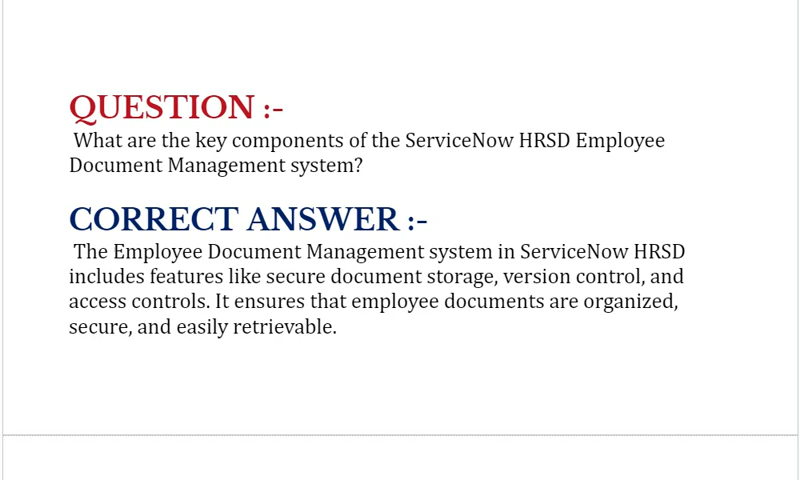 QUESTION :-
What are the key components of the ServiceNow HRSD Employee
Document Management system?
CORRECT ANSWER :-
The Employee Document Management system in ServiceNow HRSD
includes features like secure document storage, version control, and
access controls. It ensures that employee documents are organized,
secure, and easily retrievable.